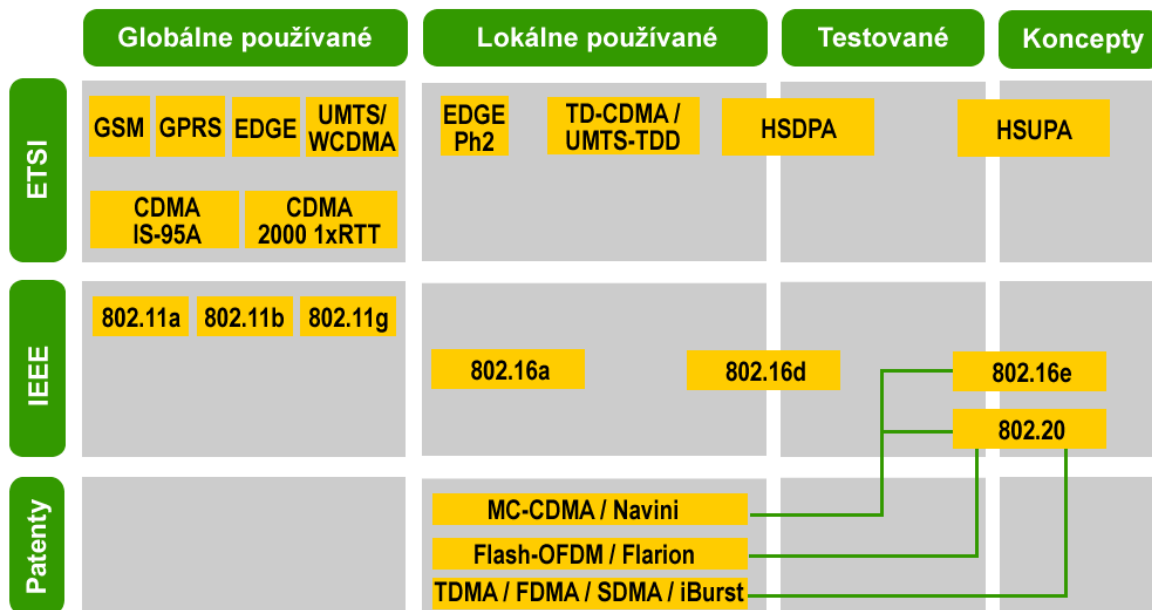 Globálne používané
Lokálne používané
Testované
Koncepty
ETSI
GSM
GPRS
EDGE
UMTS/
WCDMA
EDGE
Ph2
TD-CDMA /
UMTS-TDD
HSDPA
HSUPA
CDMA
IS-95A
CDMA
2000 1xRTT
IEEE
802.11a
802.11b
802.11g
802.16a
802.16d
802.16e
802.20
Patenty
MC-CDMA / Navini
Flash-OFDM / Flarion
TDMA / FDMA / SDMA / iBurst